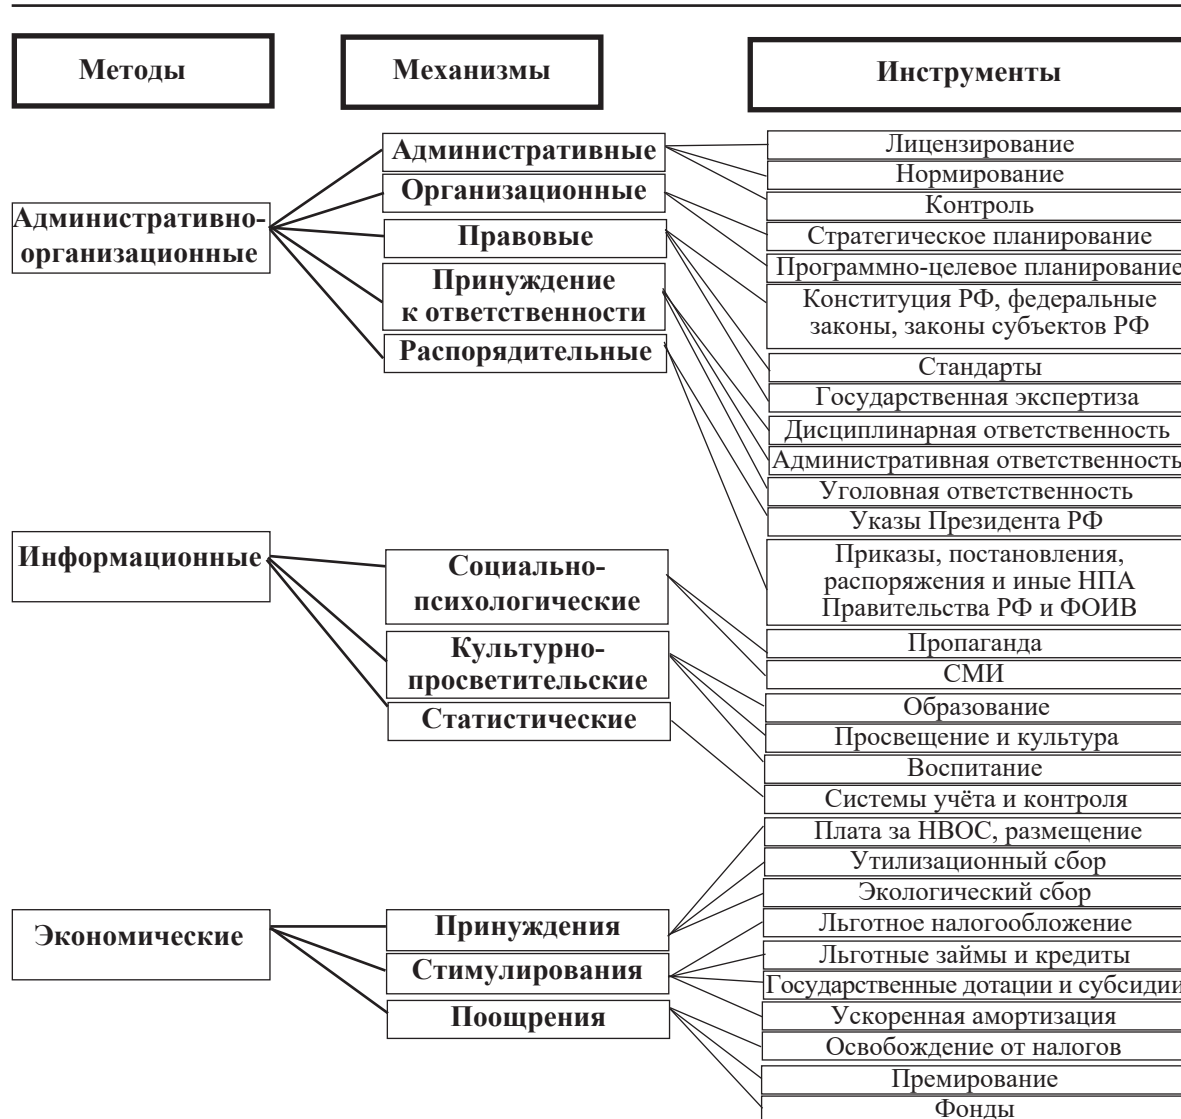 Методы
Механизмы
Инструменты
Административно-
организационные
Информационные
Экономические
Административные
Организационные
Правовые
Принуждение
к ответственности
Распорядительные
Социально-
психологические
Культурно-
просветительские
Статистические
Принуждения
Стимулирования
Поощрения
Лицензирование
Нормирование
Контроль
Стратегическое планирование
Программно-целевое планирование
Конституция РФ, федеральные
законы, законы субъектов РФ
Стандарты
Государственная экспертиза
Дисциплинарная ответственность
Административная ответственность
Уголовная ответственность
Указы Президента РФ
Приказы, постановления,
распоряжения и иные НПА
Правительства РФ и ФОИВ
Пропаганда
СМИ
Образование
Просвещение и культура
Воспитание
Системы учёта и контроля
Плата за НВОС, размещение
Утилизационный сбор
Экологический сбор
Льготное налогообложение
Льготные займы и кредиты
Государственные дотации и субсидии
Ускоренная амортизация
Освобождение от налогов
Премирование
Фонды